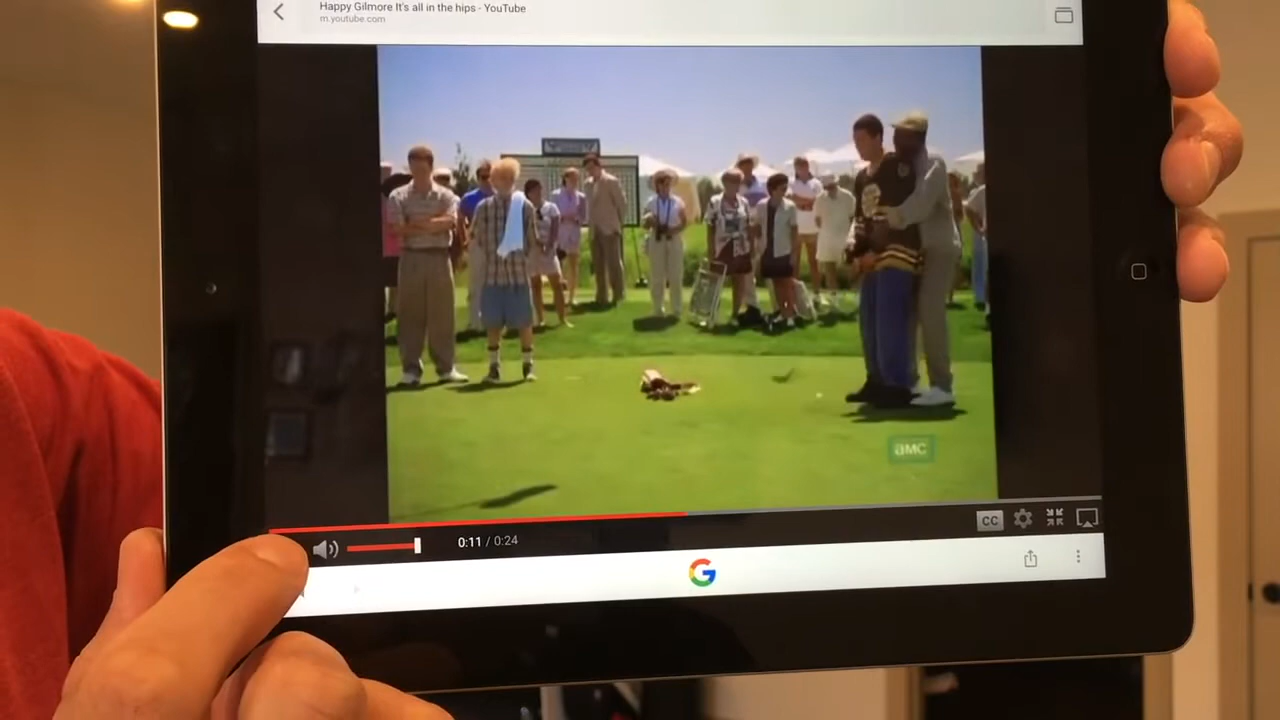 Happy Gilmore It's all in the hips - YouTube
m.youtube.com
aMC
0:11 / 0:24
CC
G